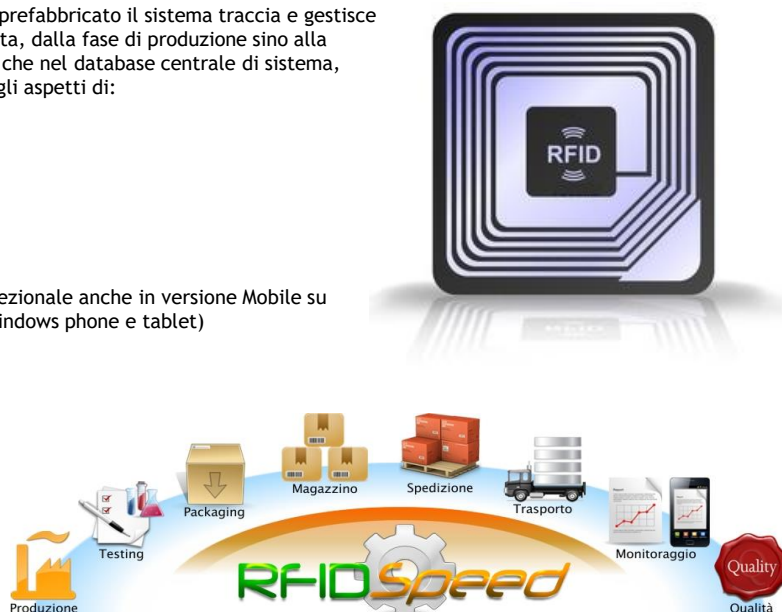 prefabbricato il sistema traccia e gestisce
ta, dalla fase di produzione sino alla
che nel database centrale di sistema,
gli aspetti di:
RFID
ezionale anche in versione Mobile su
indows phone e tablet)
Magazzino
Spedizione
Packaging
Trasporto
Testing
Monitoraggio
RFIDSpeed
Quality
Produzione
Qualità